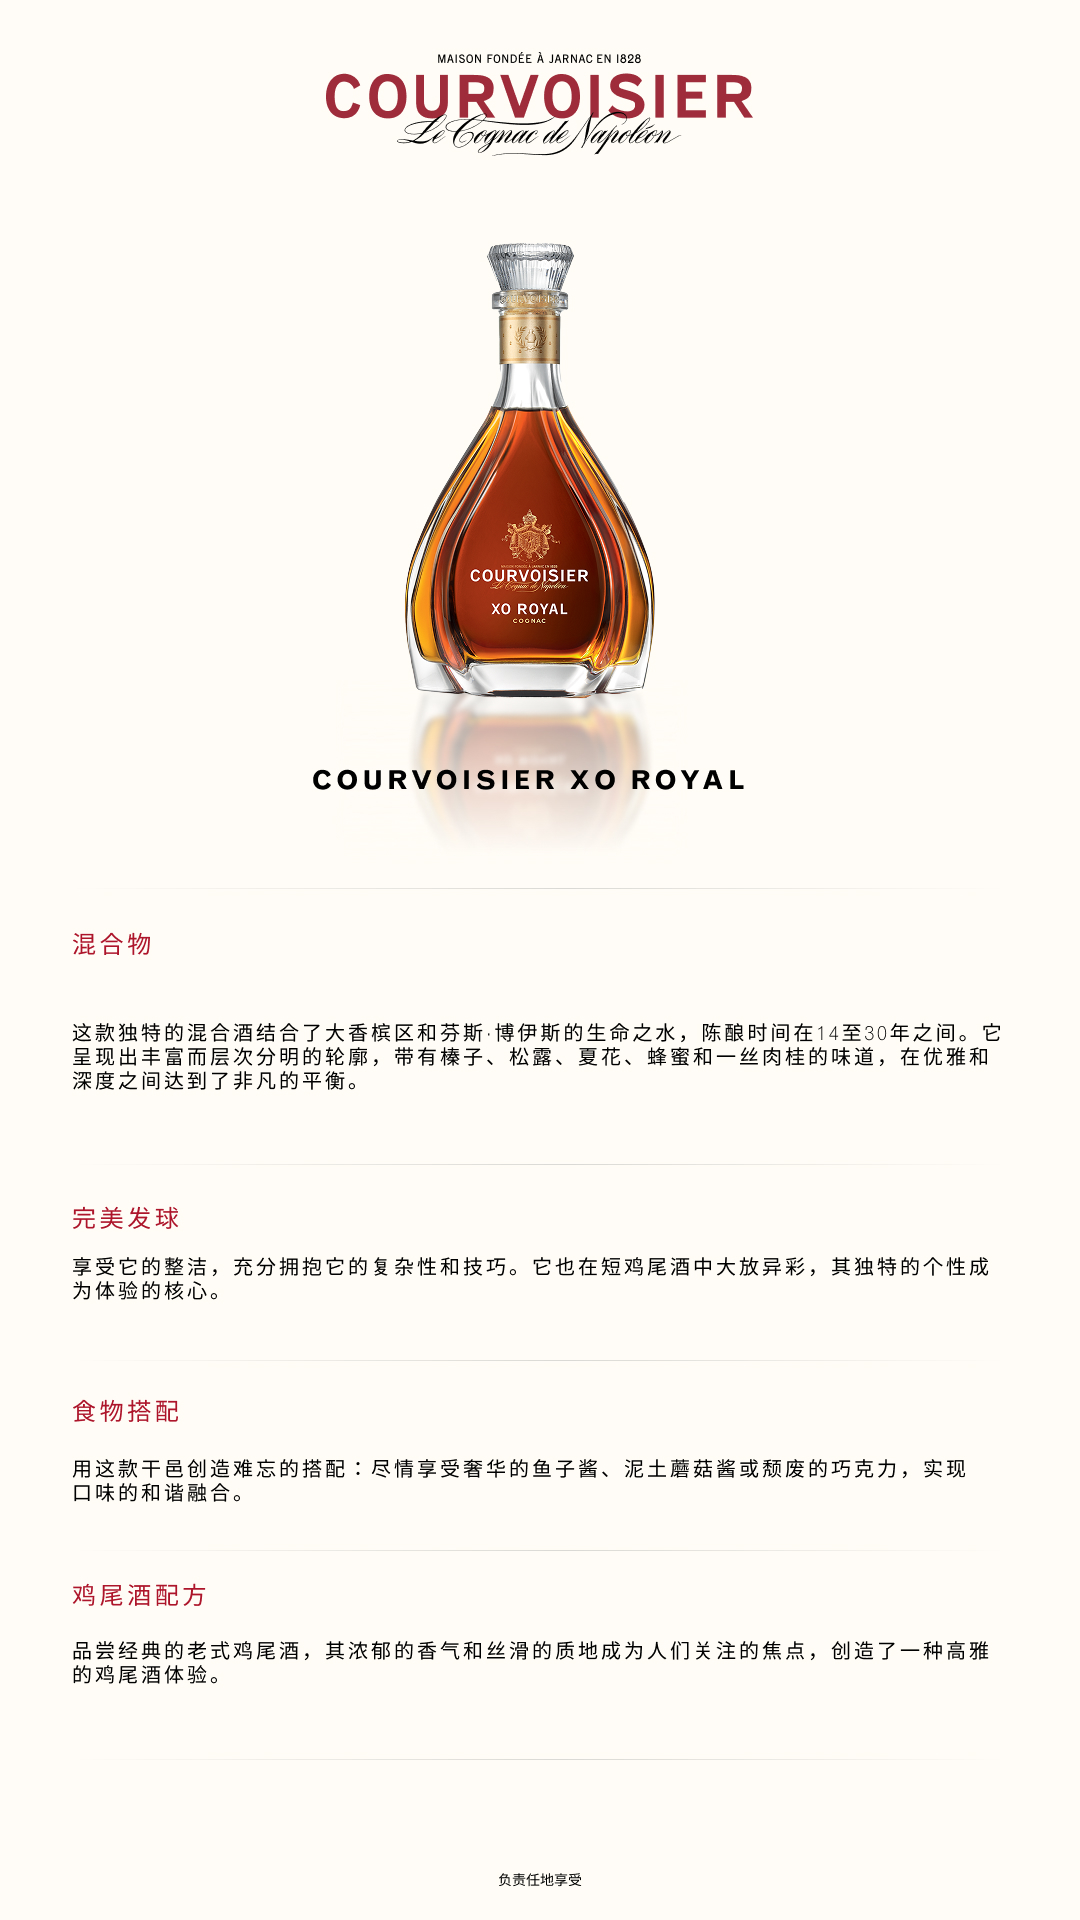 MAISON FONDÉE À JARNAC EN 1828
COURVOISIER
Le Cognac de Napoléon
COURVOISIER
Le Cognac de Napoléon
XO ROYAL
COGNAC
COURVOISIER XO ROYAL
混合物
这款独特的混合酒结合了大香槟区和芬斯·博伊斯的生命之水，陈酿时间在14至30年之间。它
呈现出丰富而层次分明的轮廓，带有榛子、松露、夏花、蜂蜜和一丝肉桂的味道，在优雅和
深度之间达到了非凡的平衡。
完美发球
享受它的整洁，充分拥抱它的复杂性和技巧。它也在短鸡尾酒中大放异彩，其独特的个性成
为体验的核心。
食物搭配
用这款干邑创造难忘的搭配：尽情享受奢华的鱼子酱、泥土蘑菇酱或颓废的巧克力，实现
口味的和谐融合。
鸡尾酒配方
品尝经典的老式鸡尾酒，其浓郁的香气和丝滑的质地成为人们关注的焦点，创造了一种高雅
的鸡尾酒体验。
负责任地享受